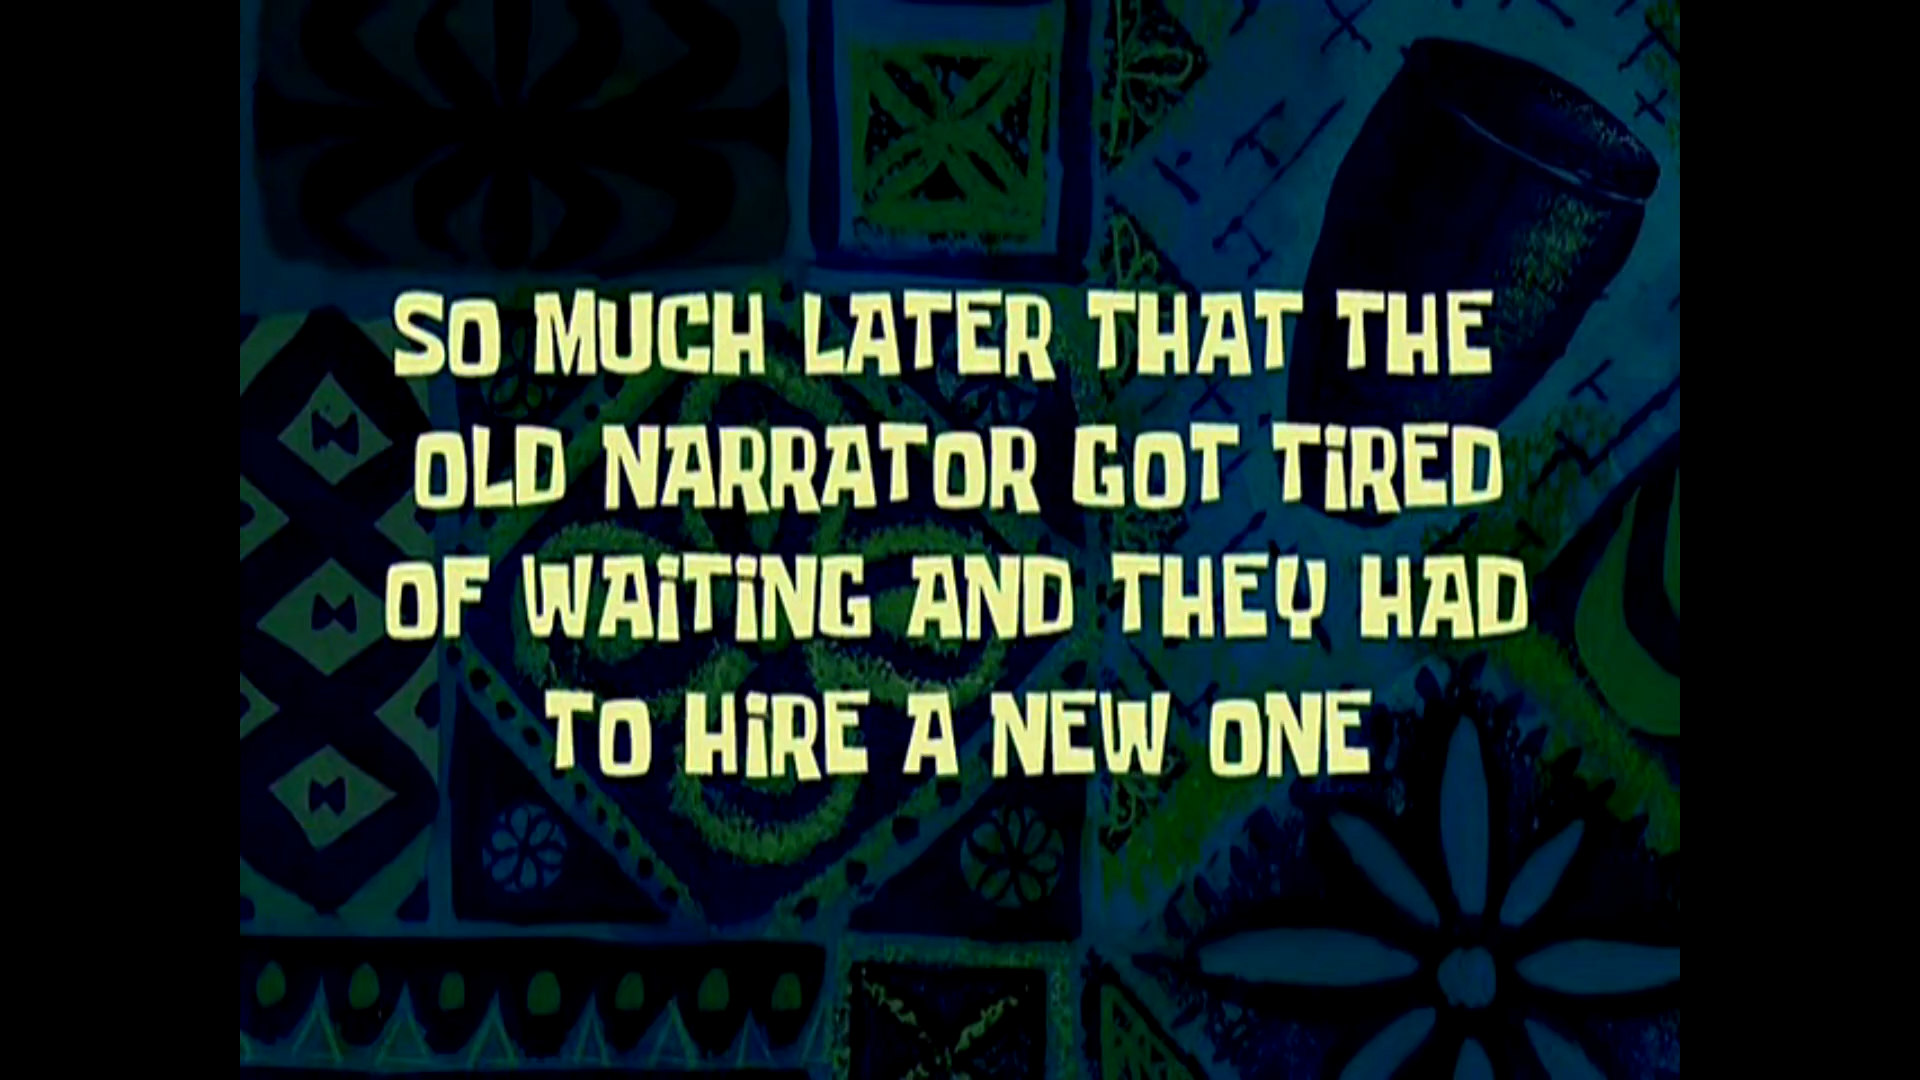 SO MUCH LATER THAT THE
OLD NARRATOR GOT TiRED
OF WAiTiNG AND THEY HAD
TO HiRE A NEW ONE